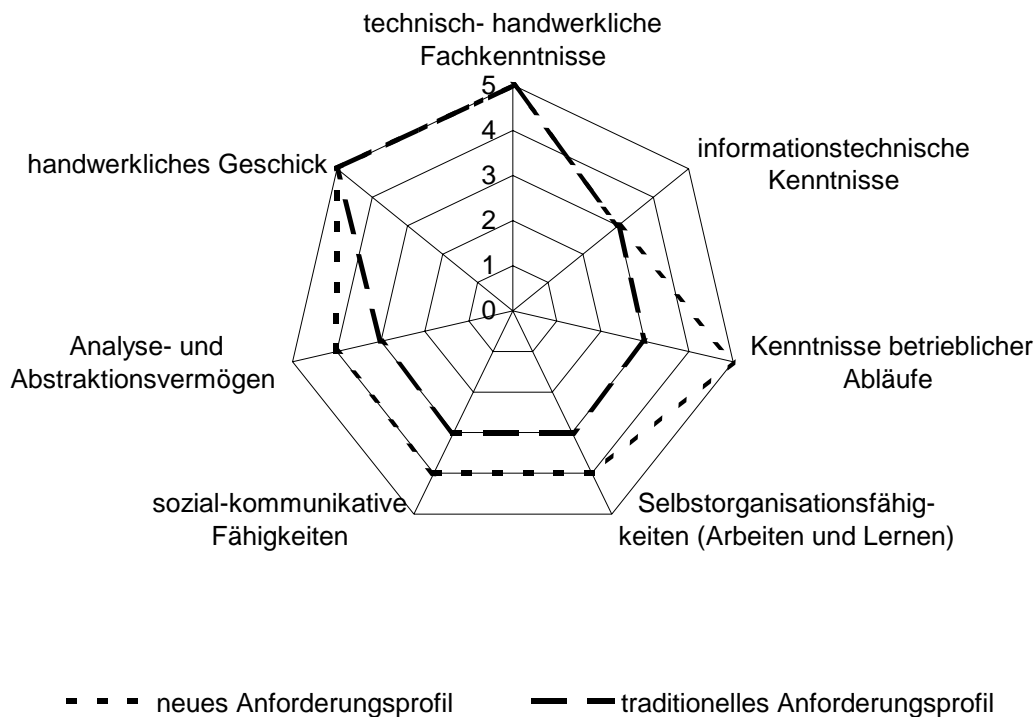 technisch- handwerkliche
Fachkenntnisse
5
4
3
2
1
0
informationstechnische
Kenntnisse
handwerkliches Geschick
Kenntnisse betrieblicher
Abläufe
Analyse- und
Abstraktionsvermögen
sozial-kommunikative
Fähigkeiten
Selbstorganisationsfähig-
keiten (Arbeiten und Lernen)
neues Anforderungsprofil
traditionelles Anforderungsprofil